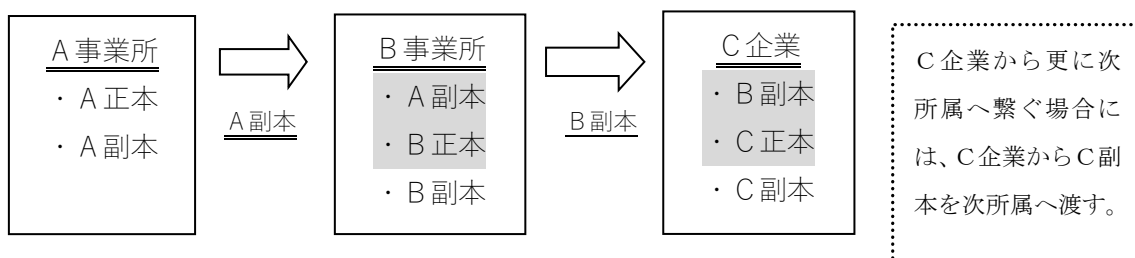 A事業所
・A正本
・A副本
A副本
B事業所
・A副本
・B正本
・B副本
B副本
C企業
・B副本
・C正本
・C副本
C企業から更に次
所属へ繋ぐ場合に
は、C企業からC副
本を次所属へ渡す。